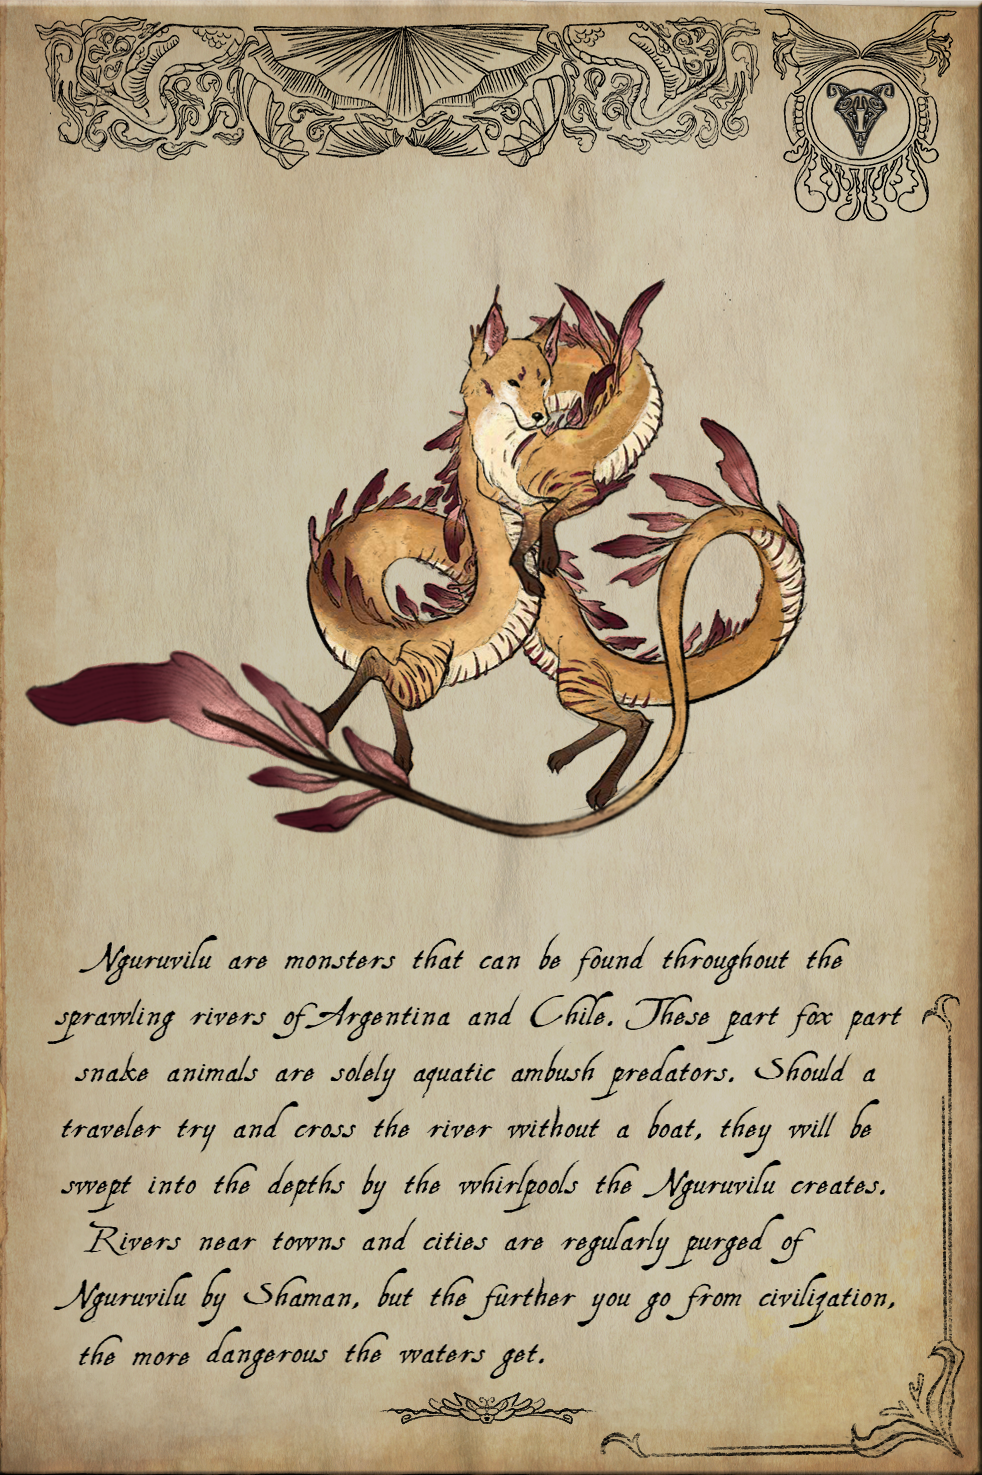 Nguruvilu are monsters that can be found throughout the
sprawling rivers of Argentina and Chile. These part fox part
snake animals are solely aquatic ambush predators. Should a
traveler try and cross the river without a boat, they will be
swept into the depths by the whirlpools the Nguruvilu creates.
Rivers near towns and cities are regularly purged of
Nguruvilu by Shaman, but the further you go from civilization,
the more dangerous the waters get.